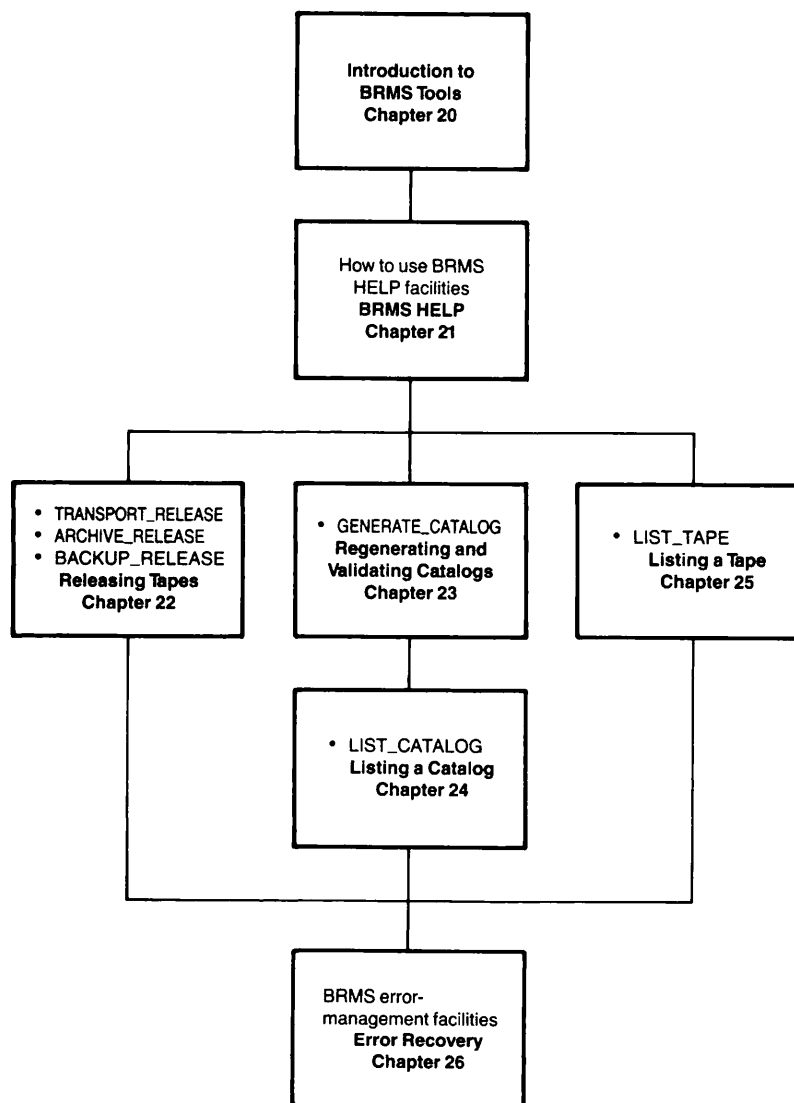 Introduction to
BRMS Tools
Chapter 20
How to use BRMS
HELP facilities
BRMS HELP
Chapter 21
• TRANSPORT_RELEASE
• ARCHIVE_RELEASE
• BACKUP_RELEASE
Releasing Tapes
Chapter 22
• GENERATE_CATALOG
Regenerating and
Validating Catalogs
Chapter 23
• LIST_TAPE
Listing a Tape
Chapter 25
• LIST_CATALOG
Listing a Catalog
Chapter 24
BRMS error-
management facilities
Error Recovery
Chapter 26